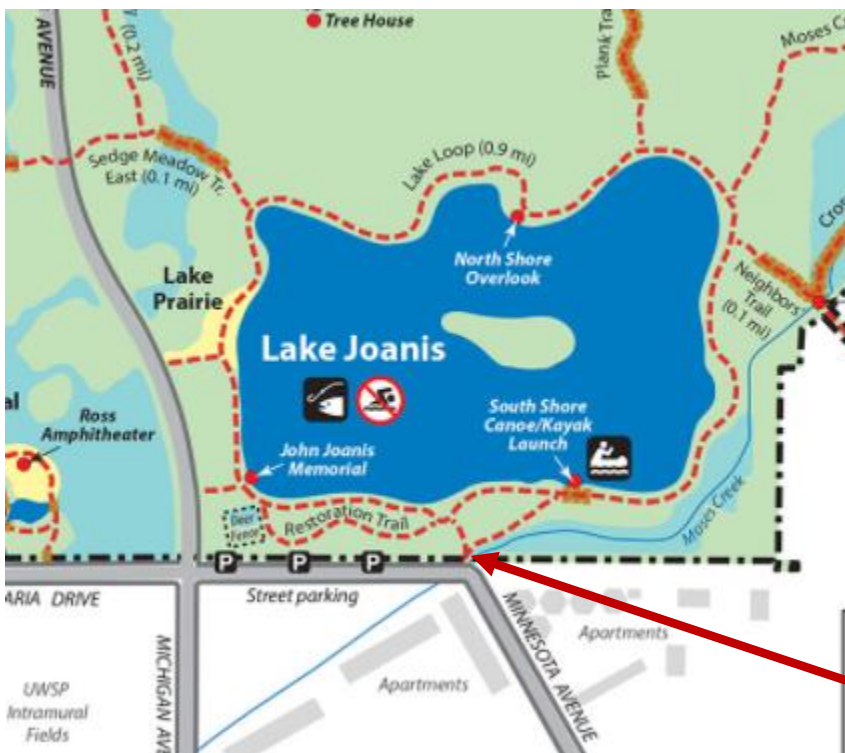 AVENUE
(0.2 mi)
Tree House
Plank Tra
Moses C
Sedge Meadow Tr.
East (0.1 mi)
Lake Loop (0.9 mi)
North Shore
Overlook
Cros
Neighbors
Trail
(0.1 mi)
Lake
Prairie
Lake Joanis
al
Ross
Amphitheater
John Joanis
Memorial
South Shore
Canoe/Kayak
Launch
Deer
Fence
Restoration Trail
Moses Creek
P
P
P
ARIA DRIVE
Street parking
MICHIGAN AVE
MINNESOTA AVENUE
Apartments
Apartments
UWSP
Intramural
Fields